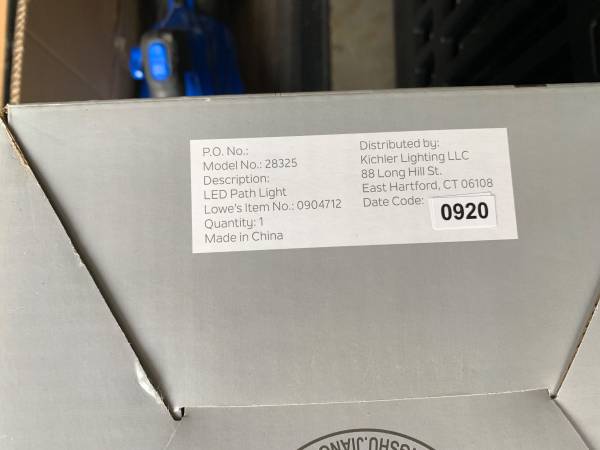 P.O. No.:
Model No.: 28325
Description:
LED Path Light
Lowe's Item No.: 0904712
Quantity: 1
Made in China
Distributed by:
Kichler Lighting LLC
88 Long Hill St.
East Hartford, CT 06108
Date Code: 0920